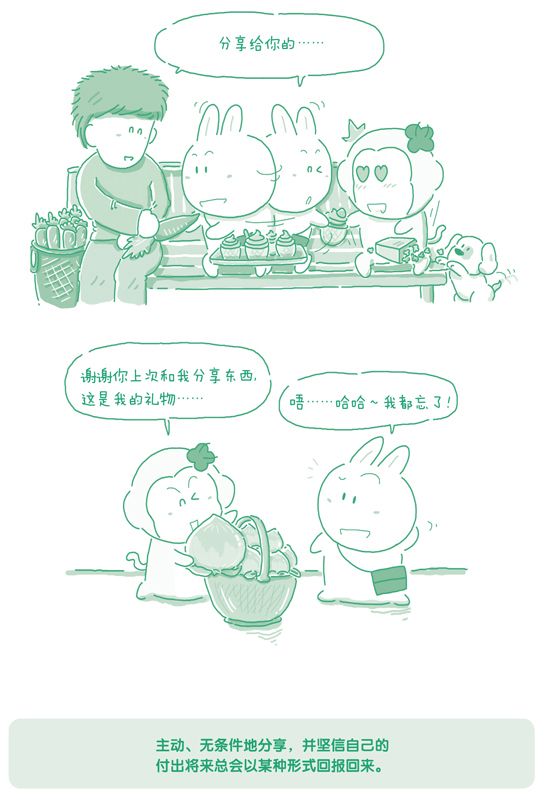 分享给你的……
谢谢你上次和我分享东西,
这是我的礼物……
唔……哈哈~我都忘了!
主动、无条件地分享，并坚信自己的
付出将来总会以某种形式回报回来。